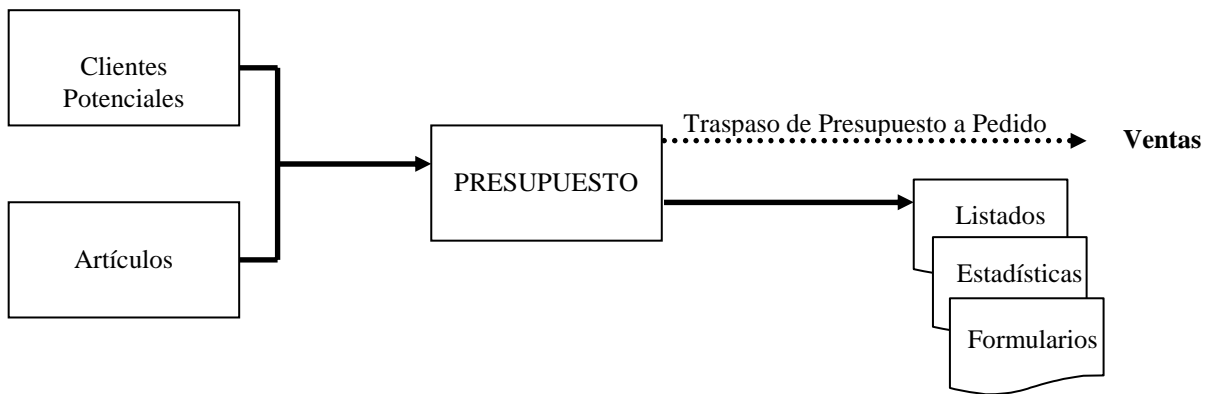 Clientes
Potenciales
Artículos
PRESUPUESTO
Traspaso de Presupuesto a Pedido
Ventas
Listados
Estadísticas
Formularios